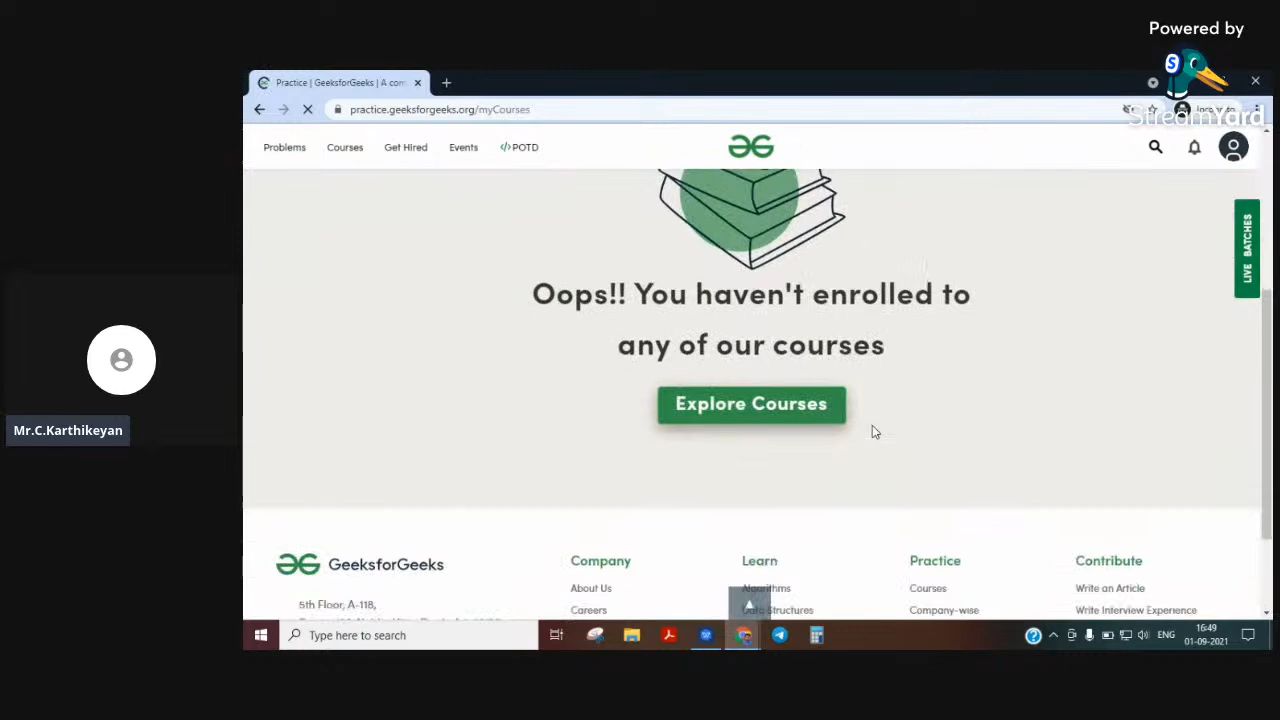 Powered by
StreamYard
Practice | GeeksforGeeks | A com
practice.geeksforgeeks.org/myCourses
Problems
Courses
Get Hired
Events
</>POTD
LIVE BATCHES
Oops!! You haven't enrolled to
any of our courses
Explore Courses
Mr.C.Karthikeyan
GeeksforGeeks
5th Floor, A-118,
Company
About Us
Careers
Learn
Algorithms
Data Structures
Practice
Courses
Company-wise
Contribute
Write an Article
Write Interview Experience
Type here to search
ENG
16:49
01-09-2021